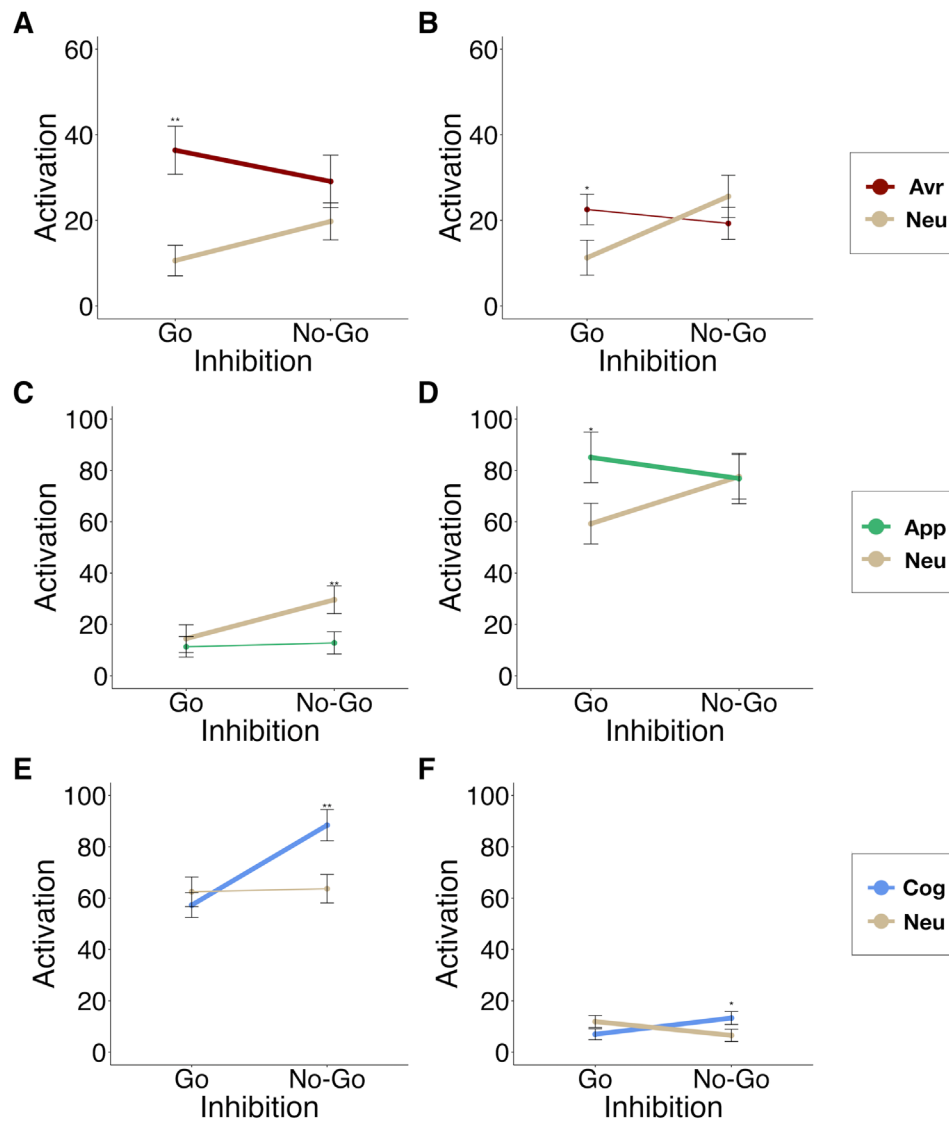 A
B
60
40
20
0
Activation
**
Go
No-Go
Inhibition
60
40
20
0
Activation
*
Go
No-Go
Inhibition
Avr
Neu
C
D
100
80
60
40
20
0
Activation
**
Go
No-Go
Inhibition
100
80
60
40
20
0
Activation
*
Go
No-Go
Inhibition
App
Neu
E
F
100
80
60
40
20
0
Activation
**
Go
No-Go
Inhibition
100
80
60
40
20
0
Activation
*
Go
No-Go
Inhibition
Cog
Neu